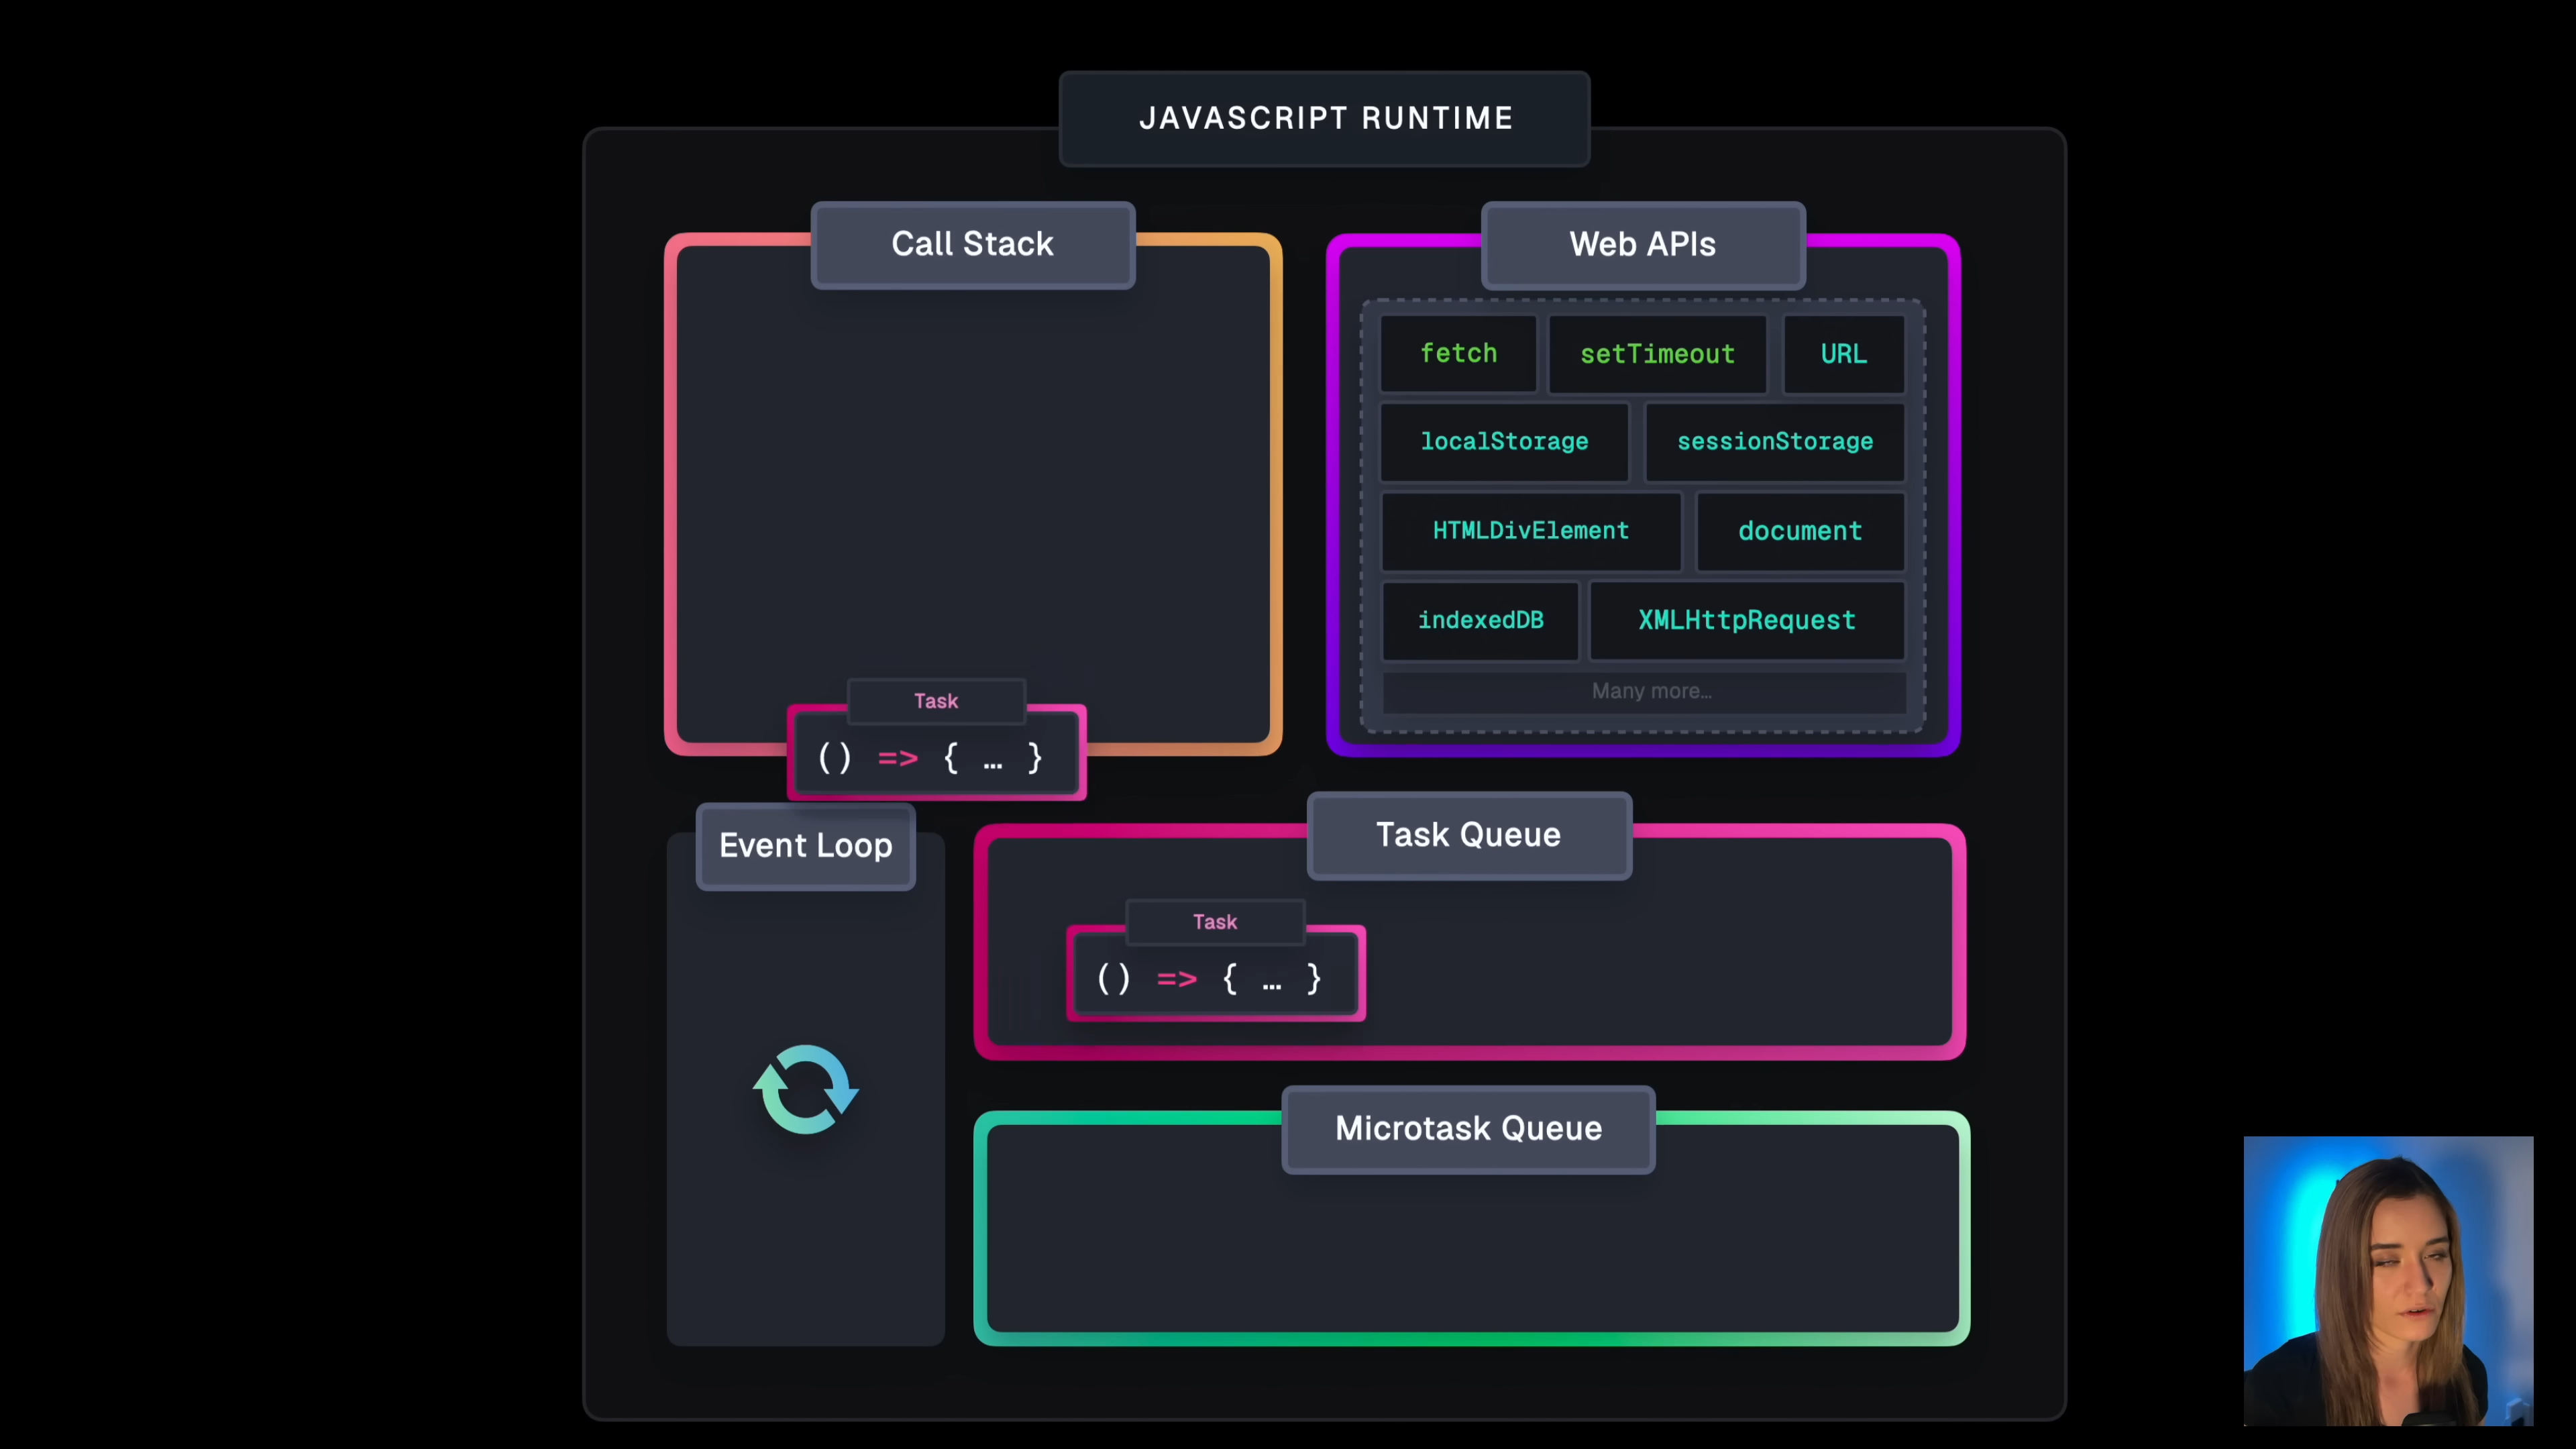 JAVASCRIPT RUNTIME
Call Stack
Web APIs
fetch
setTimeout
URL
localStorage
sessionStorage
HTMLDivElement
document
indexedDB
XMLHttpRequest
Many more…
Task
() => { … }
Event Loop
Task Queue
Task
() => { … }
Microtask Queue